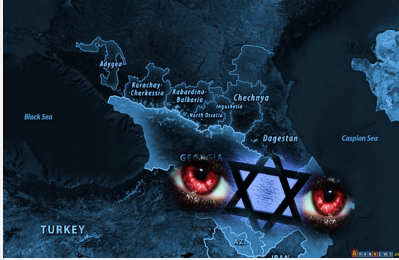 Adygea
Karachay-
Cherkessia
Kabardino-
Balkaria
Chechnya
Ingushetia
North Ossetia
Black Sea
Dagestan
Caspian Sea
GEORGIA
TURKEY
AZ.
IRAN